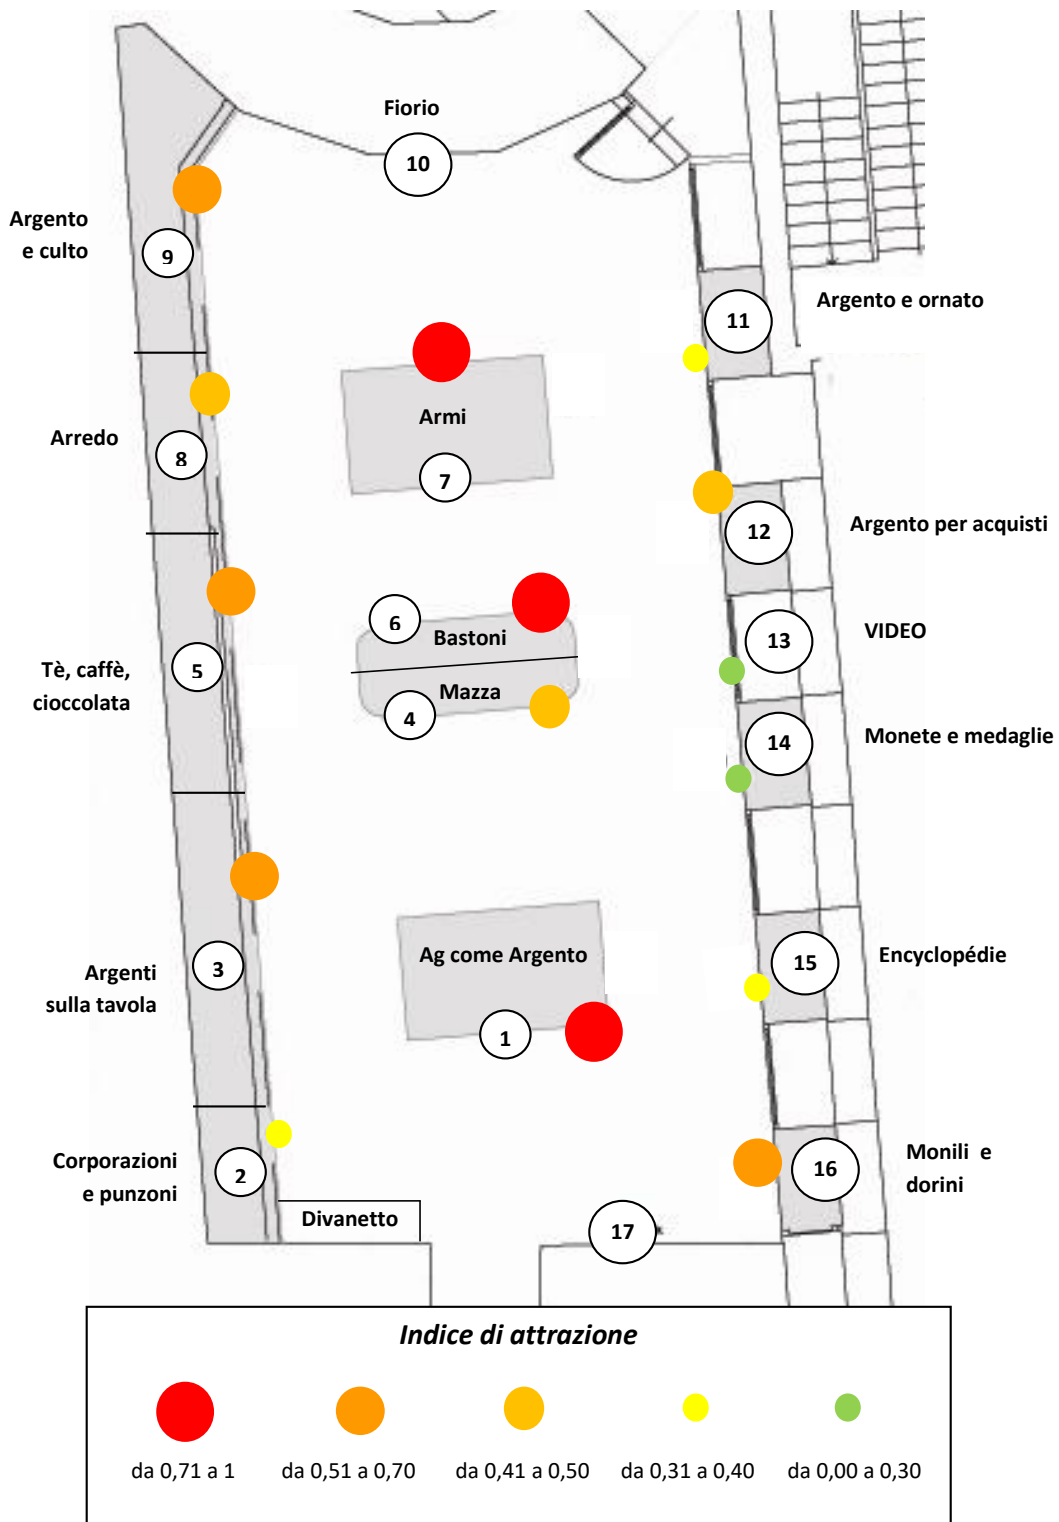 Fiorio
10
Argento
e culto
9
11
Argento e ornato
Armi
7
Arredo
8
12
Argento per acquisti
6
Bastoni
Mazza
4
13
VIDEO
Tè, caffè,
cioccolata
5
14
Monete e medaglie
Ag come Argento
1
15
Encyclopédie
3
Argenti
sulla tavola
Corporazioni
e punzoni
2
Divanetto
17
16
Monili e
dorini
Indice di attrazione
da 0,71 a 1
da 0,51 a 0,70
da 0,41 a 0,50
da 0,31 a 0,40
da 0,00 a 0,30